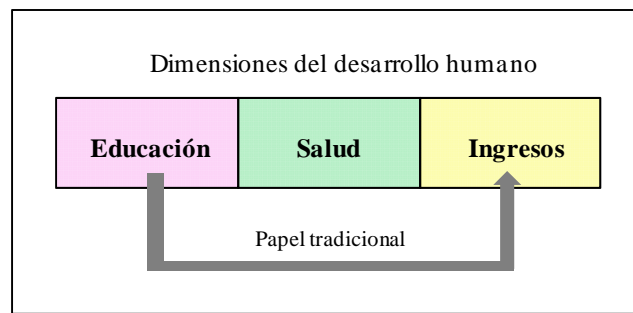 Dimensiones del desarrollo humano
Educación Salud Ingresos
Papel tradicional